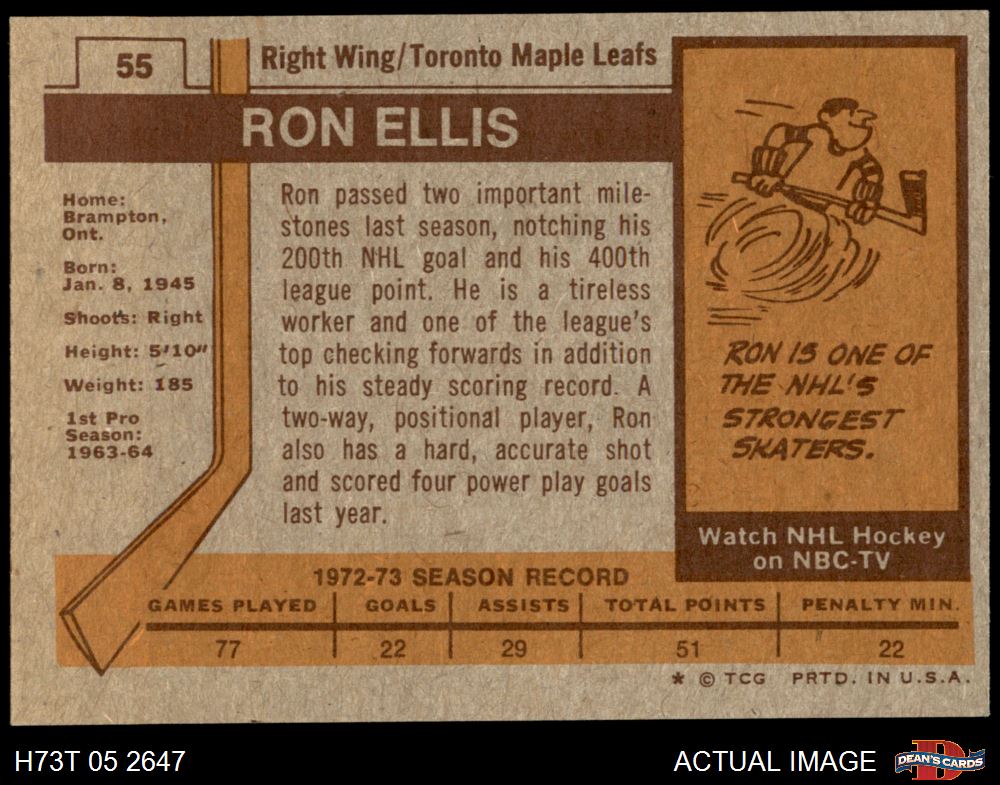 55
Right Wing/Toronto Maple Leafs
RON ELLIS
Home:
Brampton,
Ont.
Born:
Jan. 8, 1945
Shoots: Right
Height: 5'10"
Weight: 185
1st Pro
Season:
1963-64
Ron passed two important mile-
stones last season, notching his
200th NHL goal and his 400th
league point. He is a tireless
worker and one of the league's
top checking forwards in addition
to his steady scoring record. A
two-way, positional player, Ron
also has a hard, accurate shot
and scored four power play goals
last year.
RON IS ONE OF
THE NHL'S
STRONGEST
SKATERS.
Watch NHL Hockey
on NBC-TV
1972-73 SEASON RECORD
GAMES PLAYED GOALS ASSISTS TOTAL POINTS PENALTY MIN.
77 22 29 51 22
* © TCG PRTD. IN U.S.A.
H73T 05 2647
ACTUAL IMAGE
DEAN'S CARDS